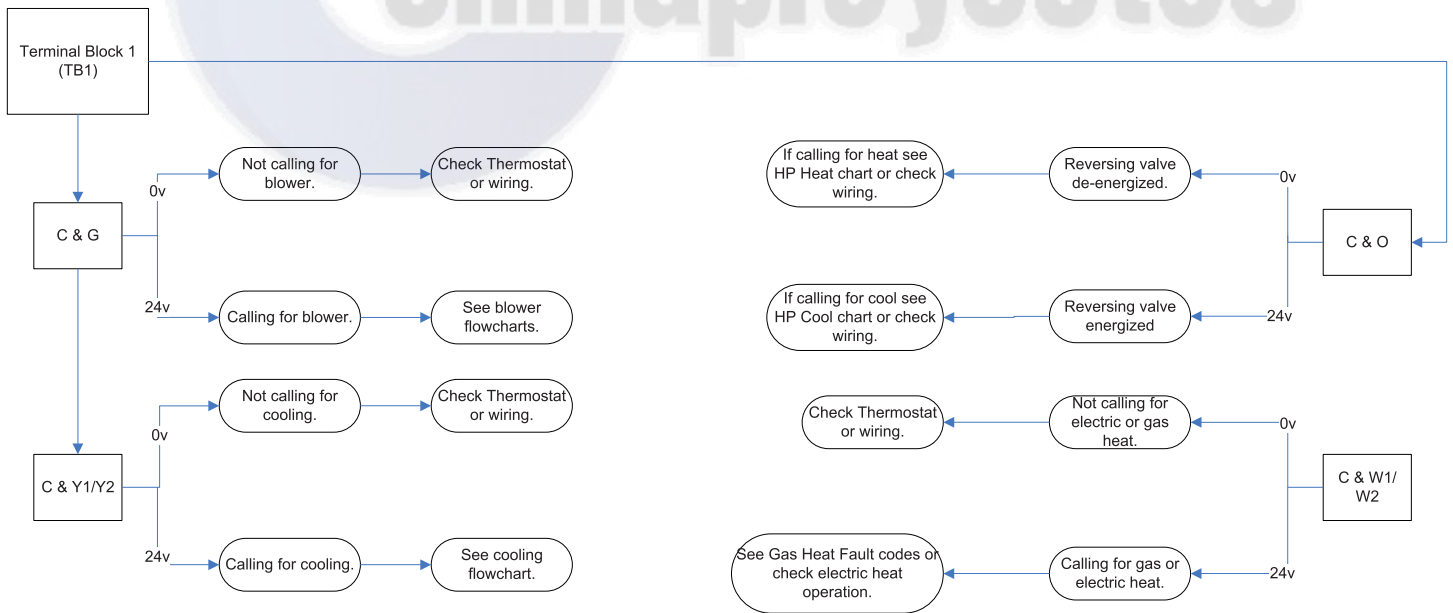 Terminal Block 1
(TB1)
C & G
0v
Not calling for
blower.
Check Thermostat
or wiring.
24v
Calling for blower.
See blower
flowcharts.
C & Y1/Y2
0v
Not calling for
cooling.
Check Thermostat
or wiring.
24v
Calling for cooling.
See cooling
flowchart.
C & O
0v
Reversing valve
de-energized.
If calling for heat see
HP Heat chart or check
wiring.
24v
Reversing valve
energized
If calling for cool see
HP Cool chart or check
wiring.
C & W1/
W2
0v
Not calling for
electric or gas
heat.
Check Thermostat
or wiring.
24v
Calling for gas or
electric heat.
See Gas Heat Fault codes or
check electric heat
operation.